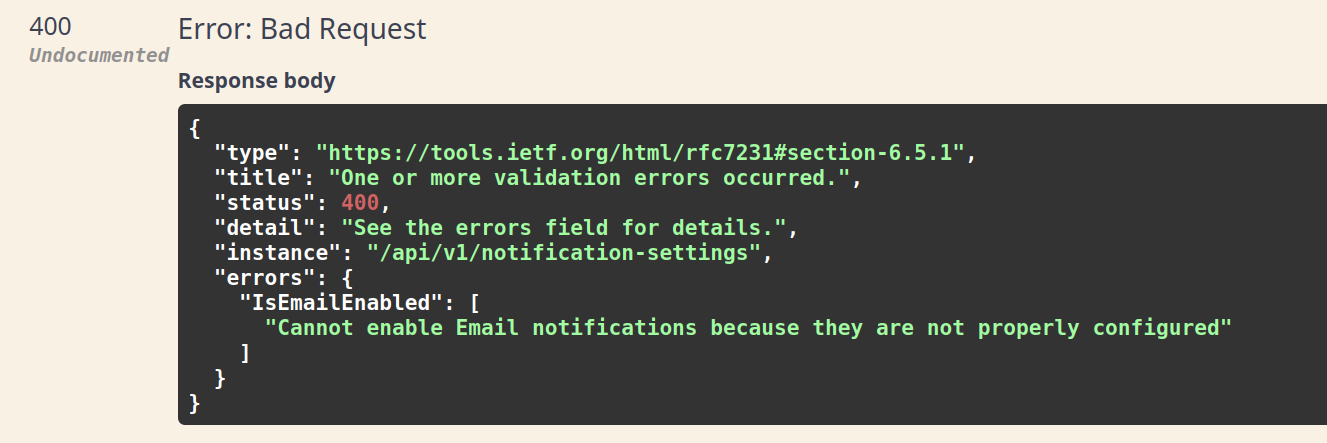 400
Undocumented
Error: Bad Request
Response body
{
  "type": "https://tools.ietf.org/html/rfc7231#section-6.5.1",
  "title": "One or more validation errors occurred.",
  "status": 400,
  "detail": "See the errors field for details.",
  "instance": "/api/v1/notification-settings",
  "errors": {
    "IsEmailEnabled": [
      "Cannot enable Email notifications because they are not properly configured"
    ]
  }
}